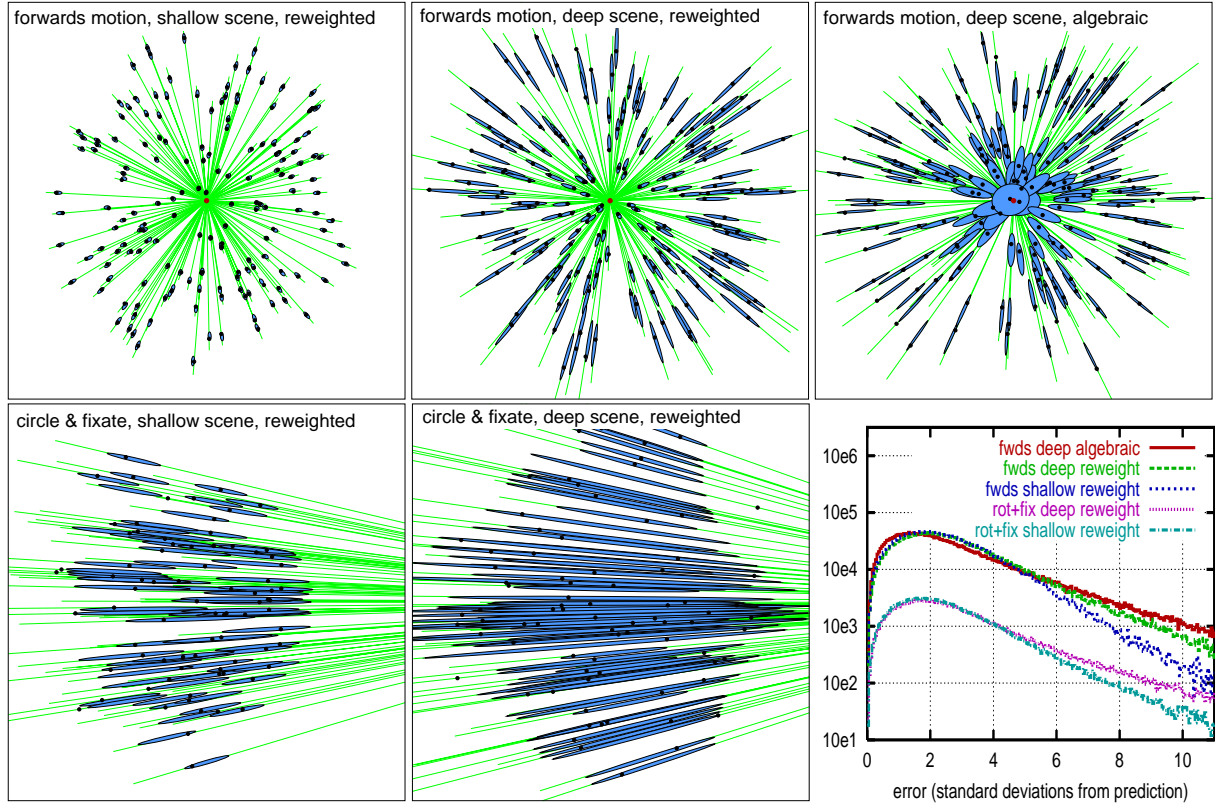 forwards motion, shallow scene, reweighted
forwards motion, deep scene, reweighted
forwards motion, deep scene, algebraic
circle & fixate, shallow scene, reweighted
circle & fixate, deep scene, reweighted
fwds deep algebraic
fwds deep reweight
fwds shallow reweight
rot+fix deep reweight
rot+fix shallow reweight
10e6
10e5
10e4
10e3
10e2
10e1
0 2 4 6 8 10
error (standard deviations from prediction)